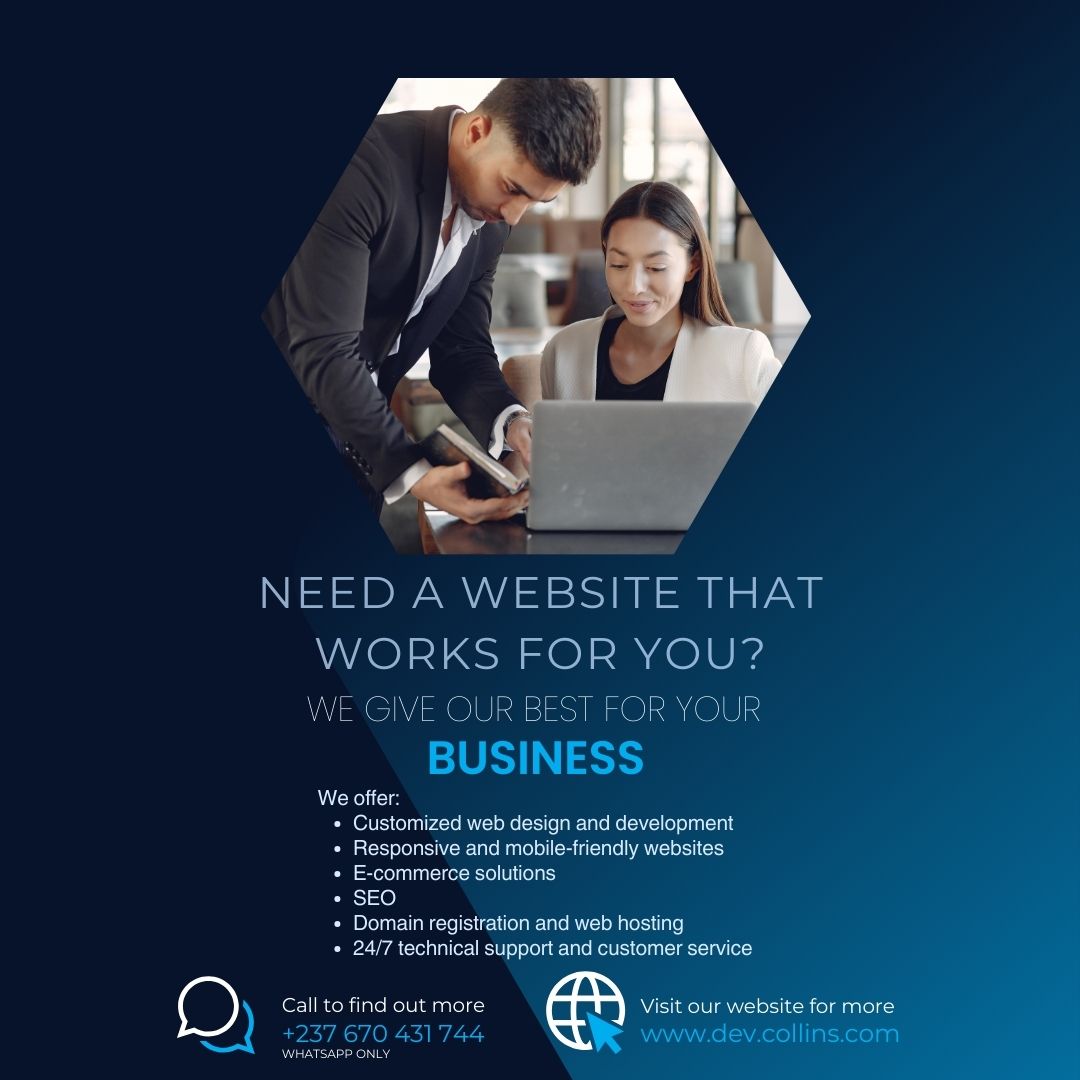 NEED A WEBSITE THAT
WORKS FOR YOU?
WE GIVE OUR BEST FOR YOUR
BUSINESS
We offer:
• Customized web design and development
• Responsive and mobile-friendly websites
• E-commerce solutions
• SEO
• Domain registration and web hosting
• 24/7 technical support and customer service
Call to find out more
+237 670 431 744
WHATSAPP ONLY
Visit our website for more
www.dev.collins.com